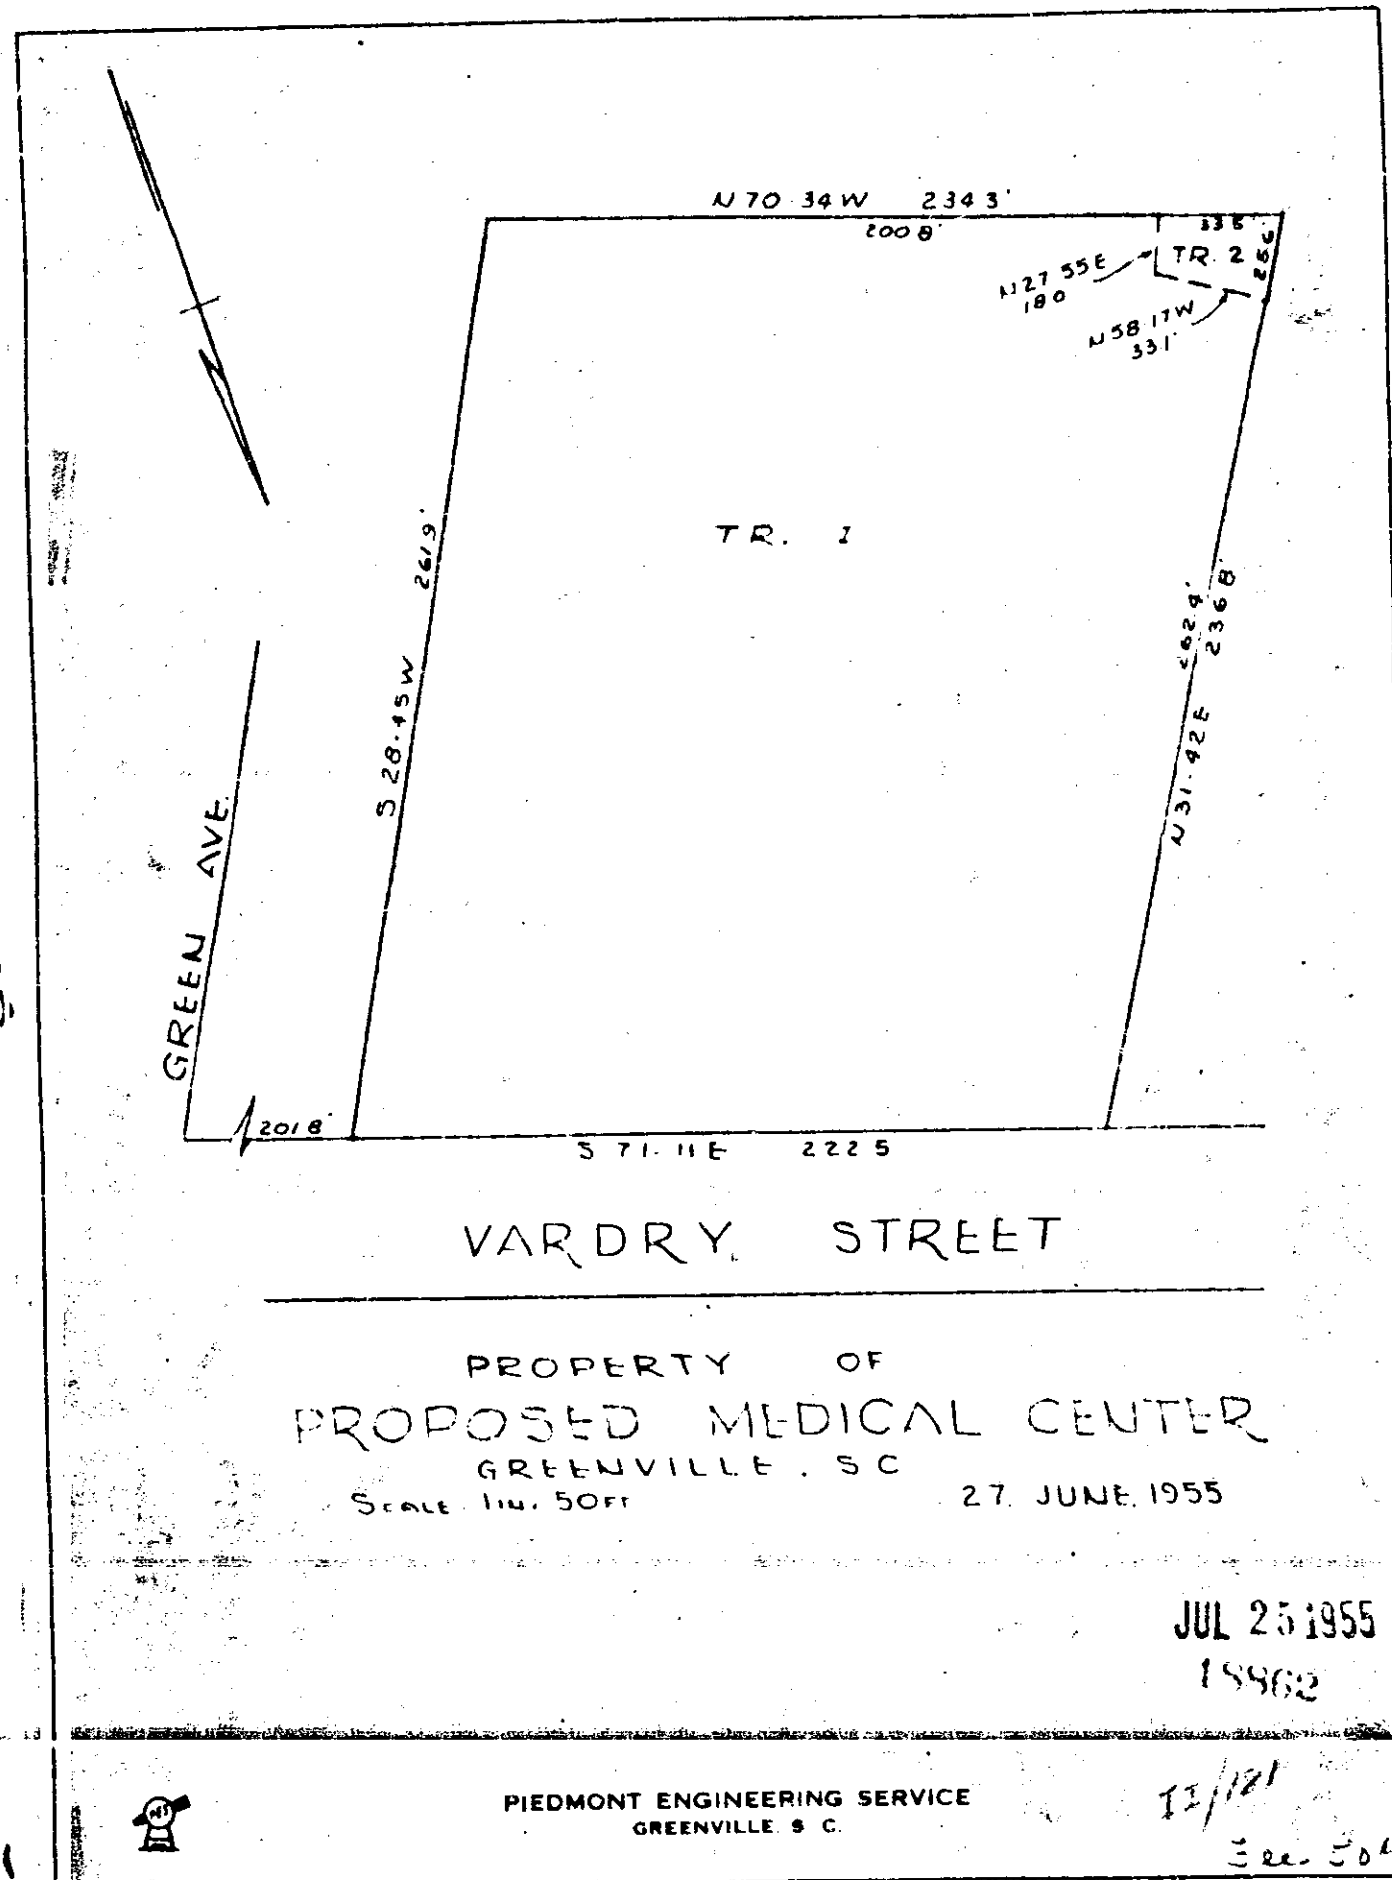 N 70 34 W 234 3'
200 8'
33 5'
TR. 2
25 6'
N 27 55 E
18 0
N 58 17 W
33 1'
TR. 1
S 28.45 W 261 9'
262 4'
N 31.42 E 236 8'
GREEN AVE.
201 8'
S 71.11 E 222 5
VARDRY STREET
PROPERTY OF
PROPOSED MEDICAL CENTER
GREENVILLE. S C
SCALE 1 IN. 50 FT
27. JUNE. 1955
JUL 25 1955
PIEDMONT ENGINEERING SERVICE
GREENVILLE. S C.
II/181